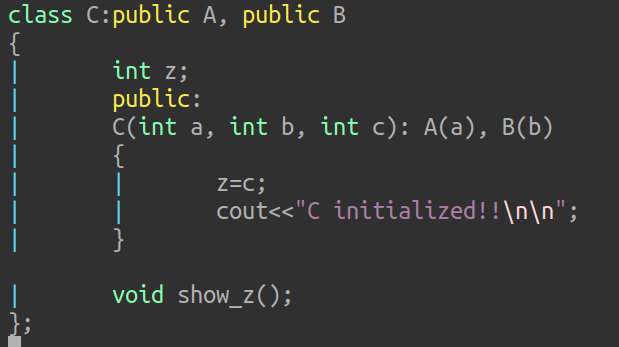 class C:public A, public B
{
|       int z;
|       public:
|       C(int a, int b, int c): A(a), B(b)
|       {
|       |       z=c;
|       |       cout<<"C initialized!!\n\n";
|       }

|       void show_z();
};